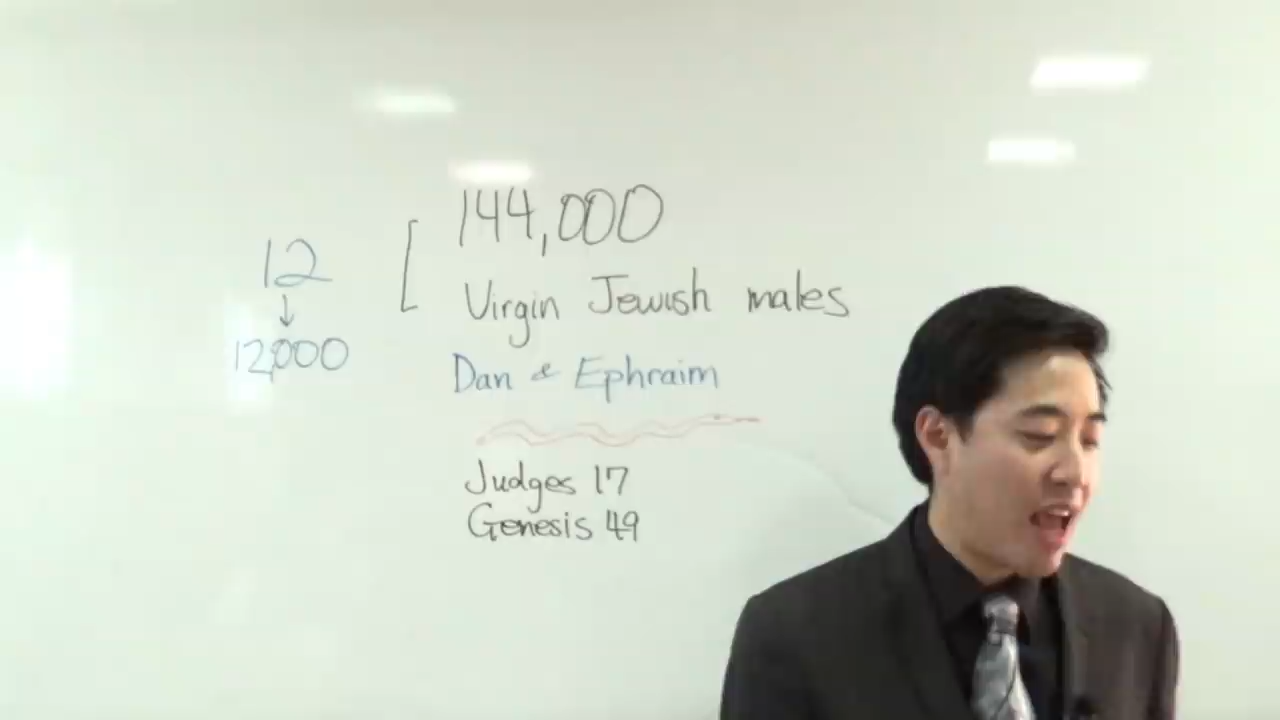 144,000
12
Virgin Jewish males
12,000
Dan & Ephraim
Judges 17
Genesis 49